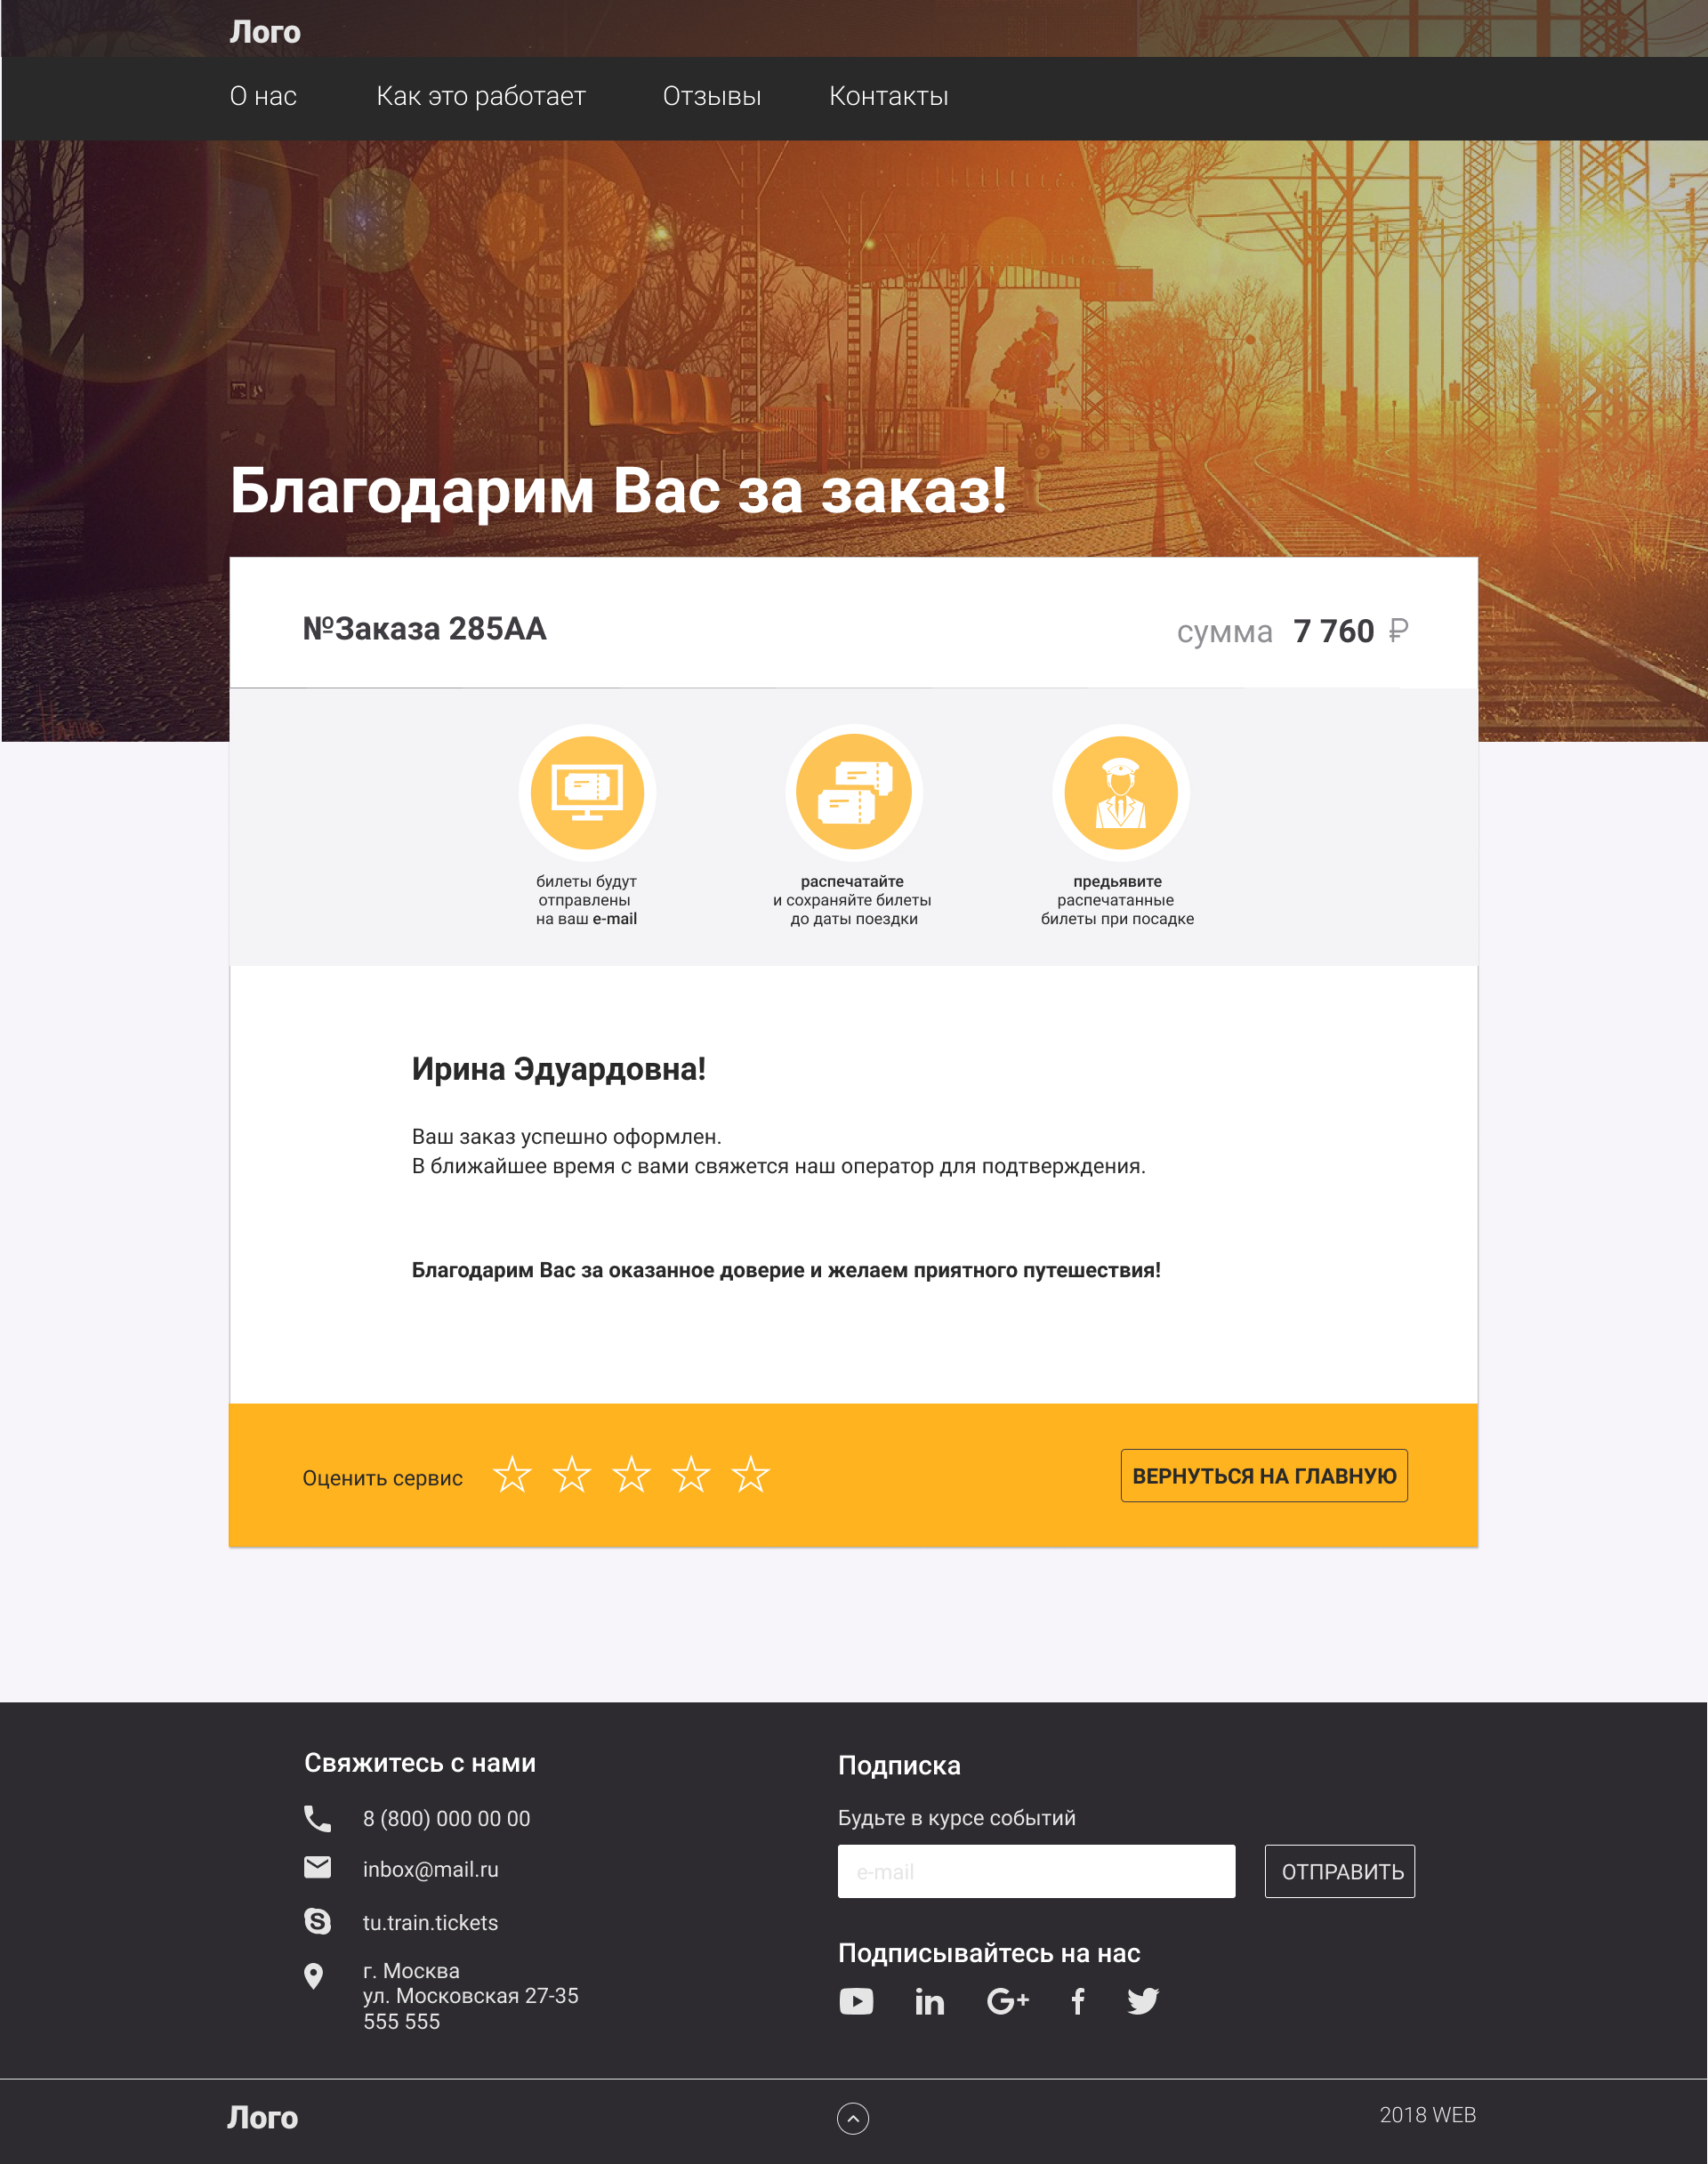 Лого
О нас Как это работает Отзывы Контакты
Благодарим Вас за заказ!
№Заказа 285АА сумма 7 760 ₽
билеты будут
отправлены
на ваш e-mail
распечатайте
и сохраняйте билеты
до даты поездки
предьявите
распечатанные
билеты при посадке
Ирина Эдуардовна!
Ваш заказ успешно оформлен.
В ближайшее время с вами свяжется наш оператор для подтверждения.
Благодарим Вас за оказанное доверие и желаем приятного путешествия!
Оценить сервис ВЕРНУТЬСЯ НА ГЛАВНУЮ
Свяжитесь с нами
8 (800) 000 00 00
inbox@mail.ru
tu.train.tickets
г. Москва
ул. Московская 27-35
555 555
Подписка
Будьте в курсе событий
e-mail ОТПРАВИТЬ
Подписывайтесь на нас
Лого 2018 WEB